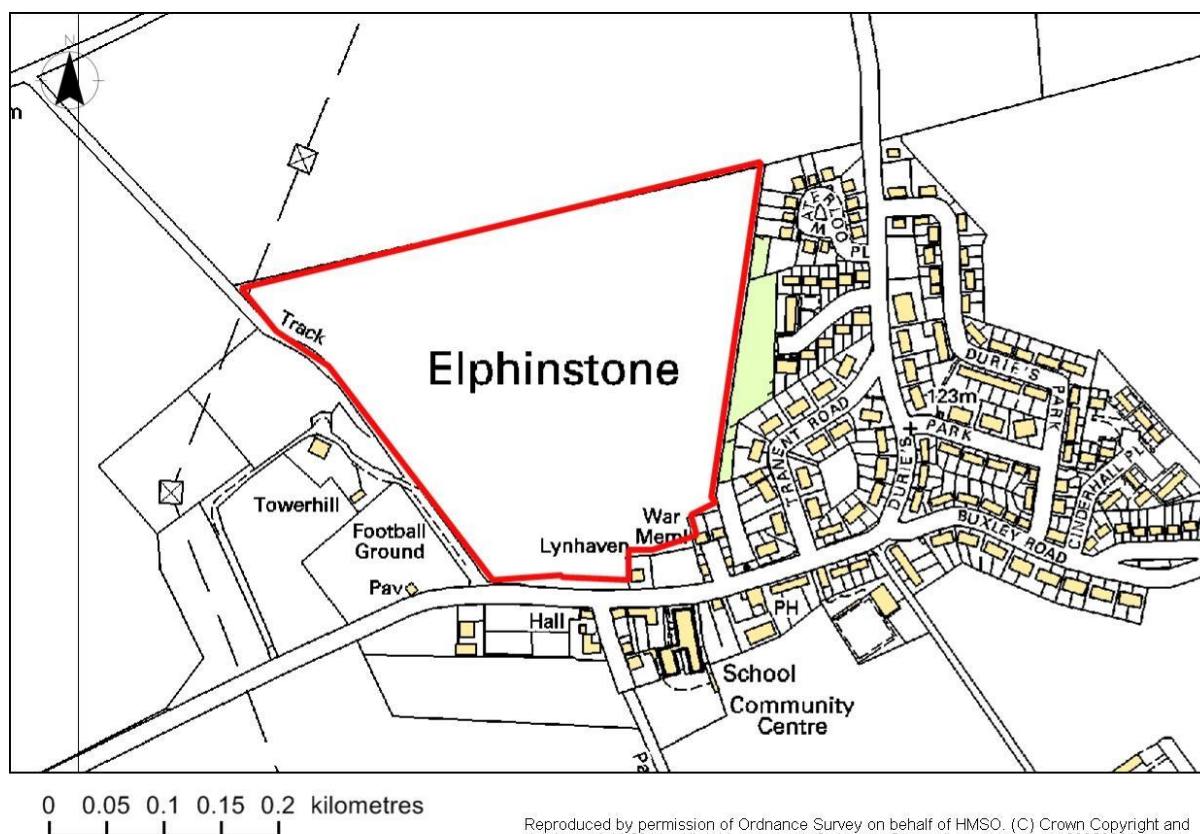 N
m
WATERLOO
PL
Track
Elphinstone
DURIE'S
PARK
123m
PARK
TRANENT ROAD
DURIE'S
CINDERHALL PL
Towerhill
War
Meml
Football
Ground
Lynhaven
BUXLEY ROAD
Pav
Hall
PH
School
Community
Centre
Pa
0 0.05 0.1 0.15 0.2 kilometres
Reproduced by permission of Ordnance Survey on behalf of HMSO. (C) Crown Copyright and